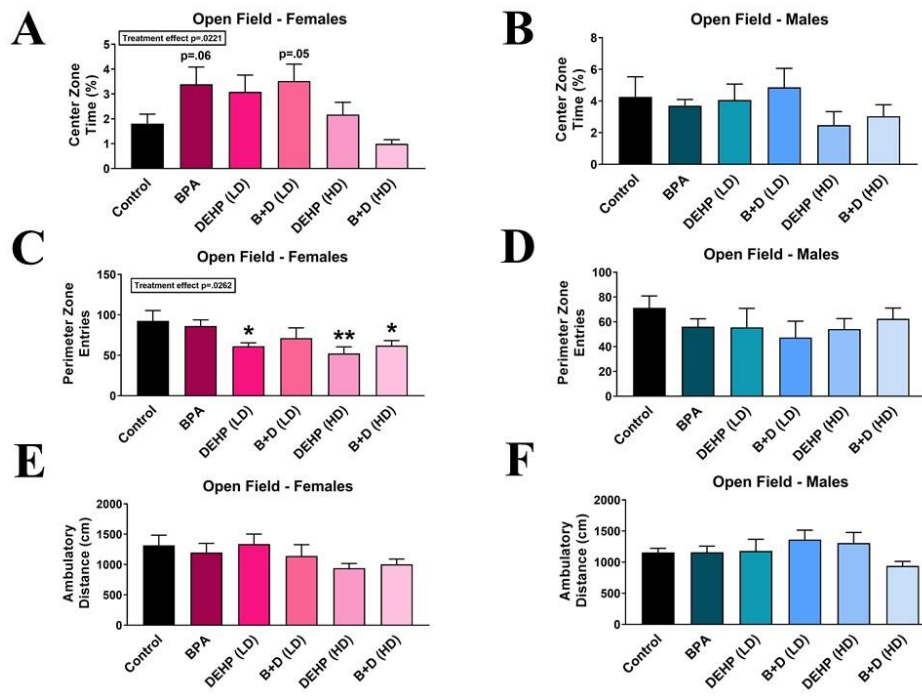 A
Open Field - Females
Treatment effect p=.0221
p=.06
p=.05
Center Zone
Time (%)
5
4
3
2
1
0
Control
BPA
DEHP (LD)
B+D (LD)
DEHP (HD)
B+D (HD)
B
Open Field - Males
Center Zone
Time (%)
8
6
4
2
0
Control
BPA
DEHP (LD)
B+D (LD)
DEHP (HD)
B+D (HD)
C
Open Field - Females
Treatment effect p=.0262
Perimeter Zone
Entries
150
100
50
0
*
**
*
Control
BPA
DEHP (LD)
B+D (LD)
DEHP (HD)
B+D (HD)
D
Open Field - Males
Perimeter Zone
Entries
100
80
60
40
20
0
Control
BPA
DEHP (LD)
B+D (LD)
DEHP (HD)
B+D (HD)
E
Open Field - Females
Ambulatory
Distance (cm)
2000
1500
1000
500
0
Control
BPA
DEHP (LD)
B+D (LD)
DEHP (HD)
B+D (HD)
F
Open Field - Males
Ambulatory
Distance (cm)
2000
1500
1000
500
0
Control
BPA
DEHP (LD)
B+D (LD)
DEHP (HD)
B+D (HD)